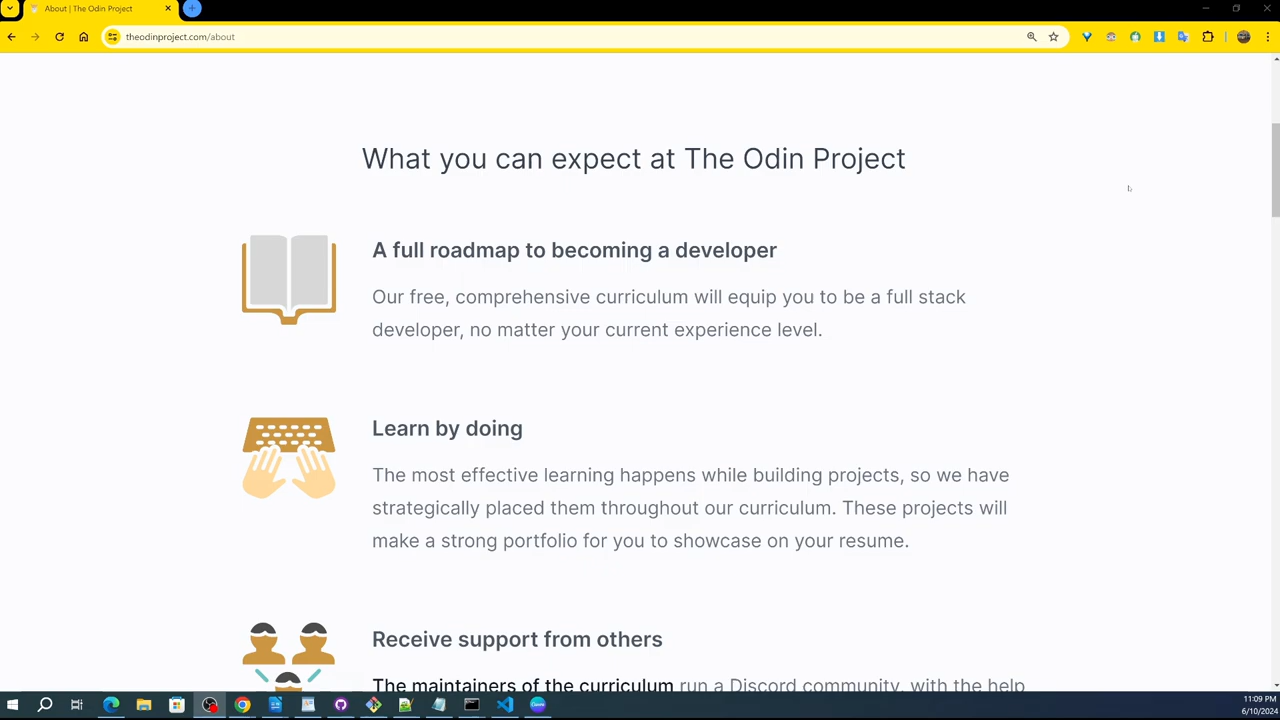 About | The Odin Project
theodinproject.com/about
What you can expect at The Odin Project
A full roadmap to becoming a developer
Our free, comprehensive curriculum will equip you to be a full stack
developer, no matter your current experience level.
Learn by doing
The most effective learning happens while building projects, so we have
strategically placed them throughout our curriculum. These projects will
make a strong portfolio for you to showcase on your resume.
Receive support from others
The maintainers of the curriculum run a Discord community, with the help
11:09 PM
6/10/2024